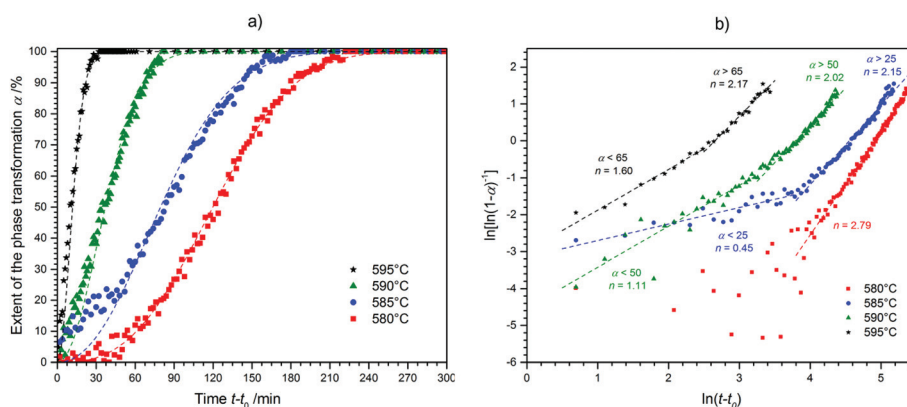 a)
Extent of the phase transformation α /%
100
90
80
70
60
50
40
30
20
10
0
595°C
590°C
585°C
580°C
0 30 60 90 120 150 180 210 240 270 300
Time t-t0 /min
b)
ln[ln(1-α)-1]
2
1
0
-1
-2
-3
-4
-5
-6
α > 65
n = 2.17
α > 50
n = 2.02
α > 25
n = 2.15
α < 65
n = 1.60
α < 25
n = 0.45
n = 2.79
α < 50
n = 1.11
580°C
585°C
590°C
595°C
0 1 2 3 4 5
ln(t-t0)